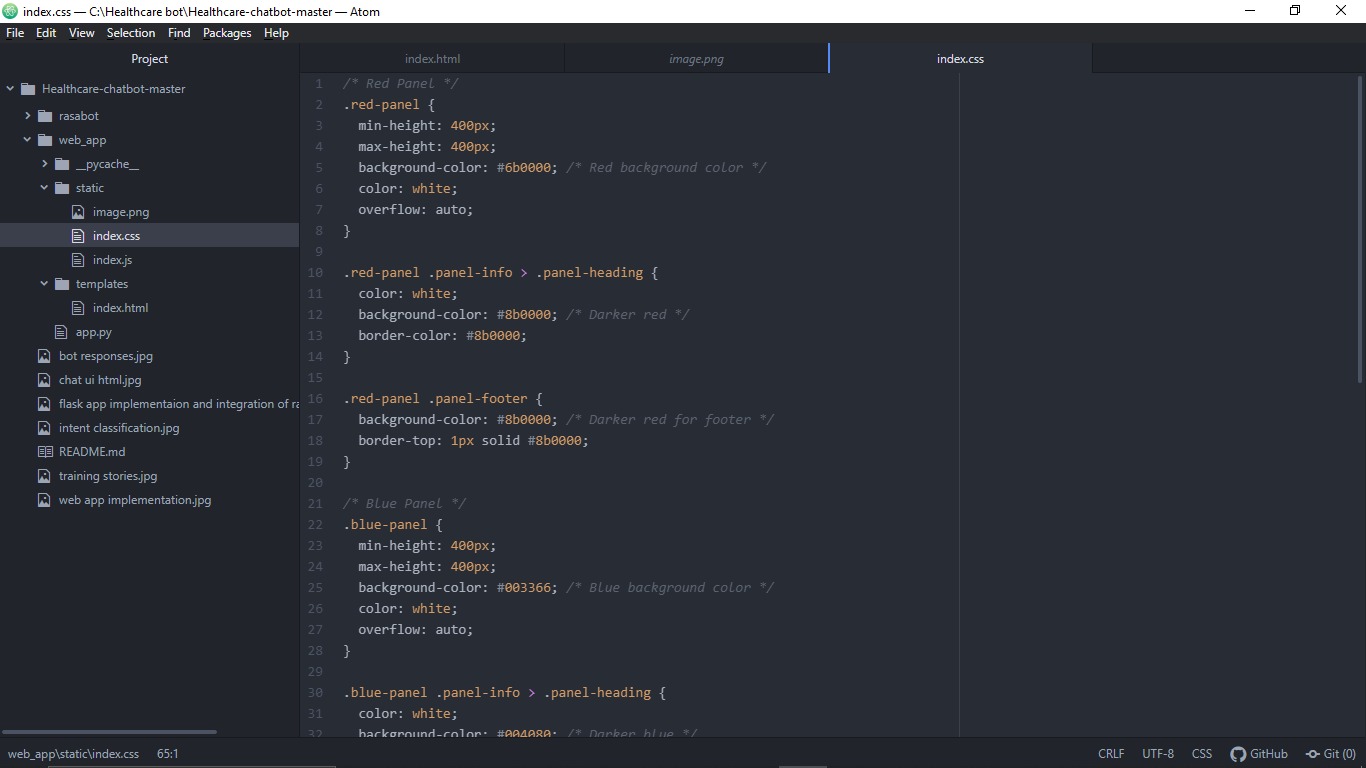 index.css — C:\Healthcare bot\Healthcare-chatbot-master — Atom
File Edit View Selection Find Packages Help
Project
Healthcare-chatbot-master
rasabot
web_app
__pycache__
static
image.png
index.css
index.js
templates
index.html
app.py
bot responses.jpg
chat ui html.jpg
flask app implementaion and integration of ra
intent classification.jpg
README.md
training stories.jpg
web app implementation.jpg
index.html image.png index.css
1 /* Red Panel */
2 .red-panel {
3 min-height: 400px;
4 max-height: 400px;
5 background-color: #6b0000; /* Red background color */
6 color: white;
7 overflow: auto;
8 }
9
10 .red-panel .panel-info > .panel-heading {
11 color: white;
12 background-color: #8b0000; /* Darker red */
13 border-color: #8b0000;
14 }
15
16 .red-panel .panel-footer {
17 background-color: #8b0000; /* Darker red for footer */
18 border-top: 1px solid #8b0000;
19 }
20
21 /* Blue Panel */
22 .blue-panel {
23 min-height: 400px;
24 max-height: 400px;
25 background-color: #003366; /* Blue background color */
26 color: white;
27 overflow: auto;
28 }
29
30 .blue-panel .panel-info > .panel-heading {
31 color: white;
32 background-color: #004080; /* Darker blue */
web_app\static\index.css 65:1
CRLF UTF-8 CSS GitHub Git (0)